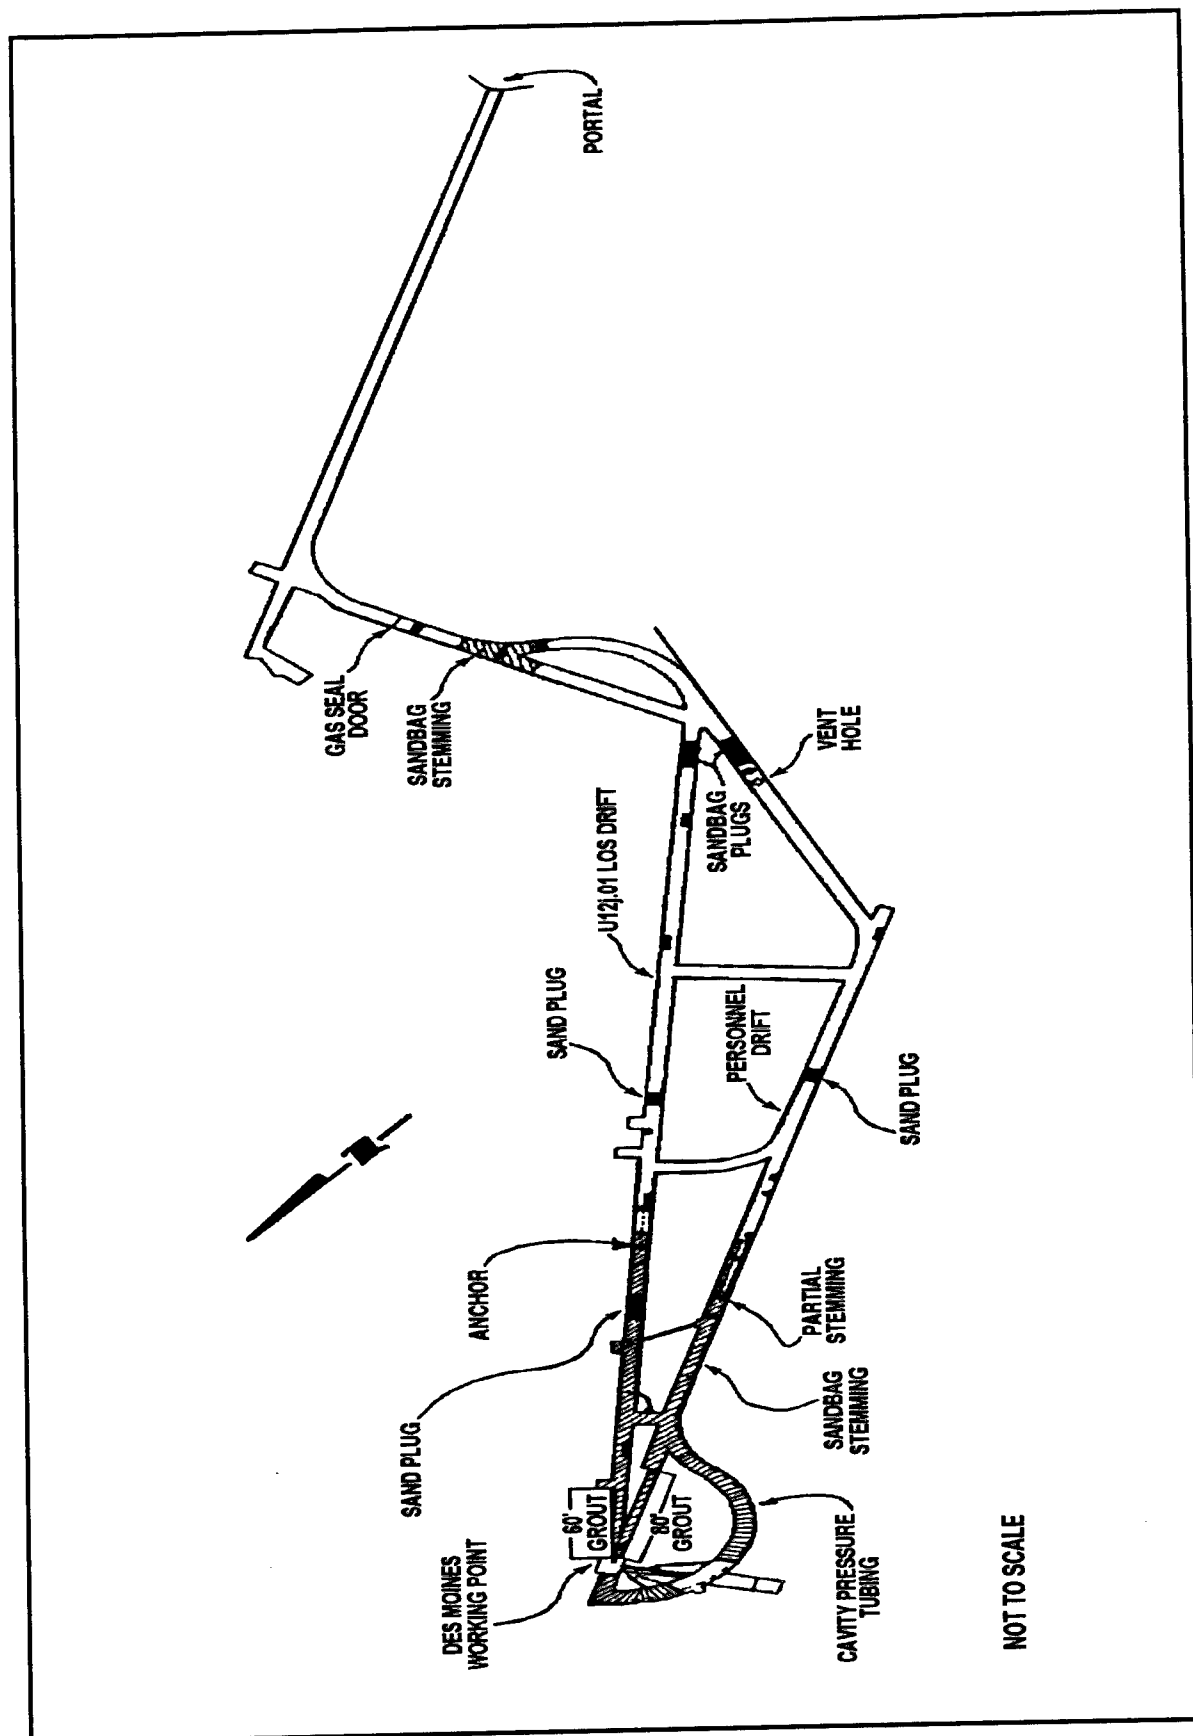 PORTAL
GAS SEAL
DOOR
SANDBAG
STEMMING
VENT
HOLE
SANDBAG
PLUGS
U12j.01 LOS DRIFT
SAND PLUG
PERSONNEL
DRIFT
SAND PLUG
ANCHOR
PARTIAL
STEMMING
SANDBAG
STEMMING
SAND PLUG
60'
GROUT
80'
GROUT
DES MOINES
WORKING POINT
CAVITY PRESSURE
TUBING
NOT TO SCALE